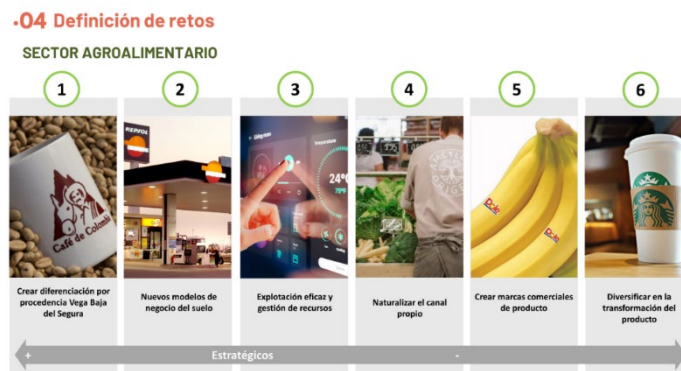 .04 Definición de retos
SECTOR AGROALIMENTARIO
1
2
3
4
5
6
Café de Colombia
REPSOL
24°
Dole
Dole
Crear diferenciación por
procedencia Vega Baja
del Segura
Nuevos modelos de
negocio del suelo
Explotación eficaz y
gestión de recursos
Naturalizar el canal
propio
Crear marcas comerciales
de producto
Diversificar en la
transformación del
producto
+ Estratégicos -